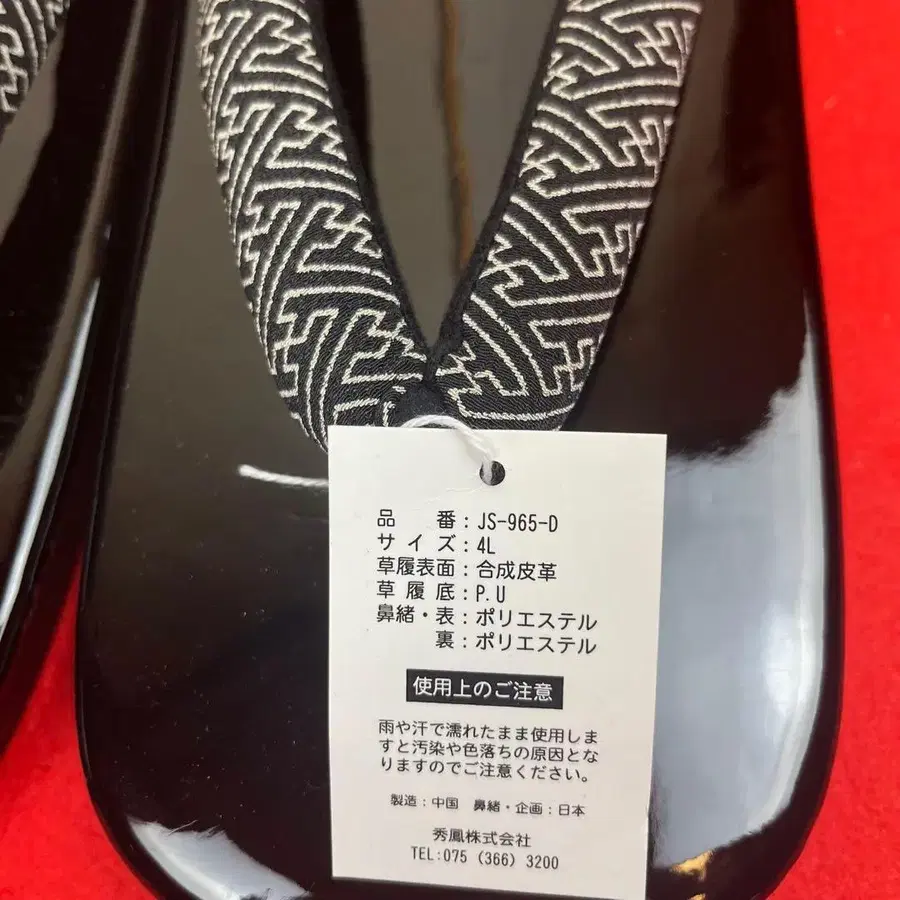 品　番：JS-965-D
サイズ：4L
草履表面：合成皮革
草履底：P.U
鼻緒・表：ポリエステル
裏：ポリエステル
使用上のご注意
雨や汗で濡れたまま使用しま
すと汚染や色落ちの原因とな
りますのでご注意ください。
製造：中国　鼻緒・企画：日本
秀鳳株式会社
TEL:075 (366) 3200